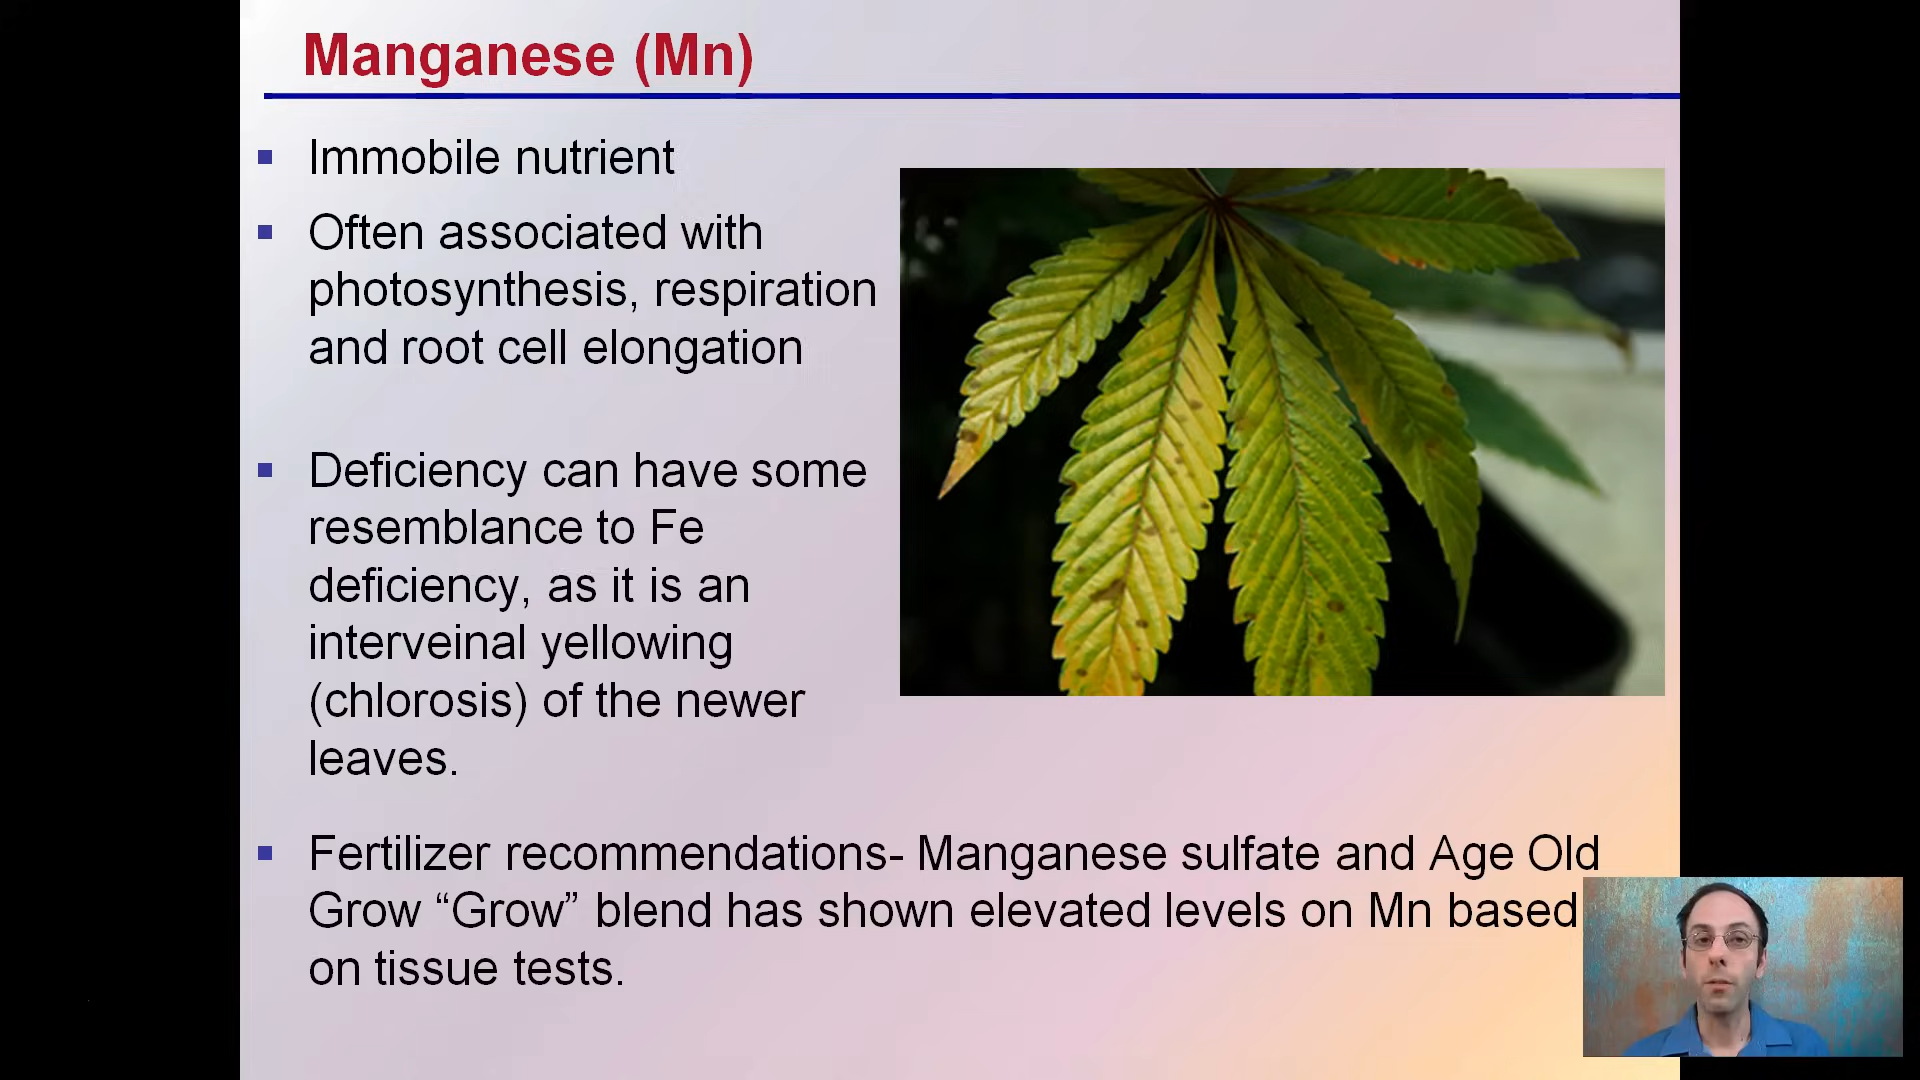 Manganese (Mn)
Immobile nutrient
Often associated with
photosynthesis, respiration
and root cell elongation
Deficiency can have some
resemblance to Fe
deficiency, as it is an
interveinal yellowing
(chlorosis) of the newer
leaves.
Fertilizer recommendations- Manganese sulfate and Age Old
Grow “Grow” blend has shown elevated levels on Mn based
on tissue tests.